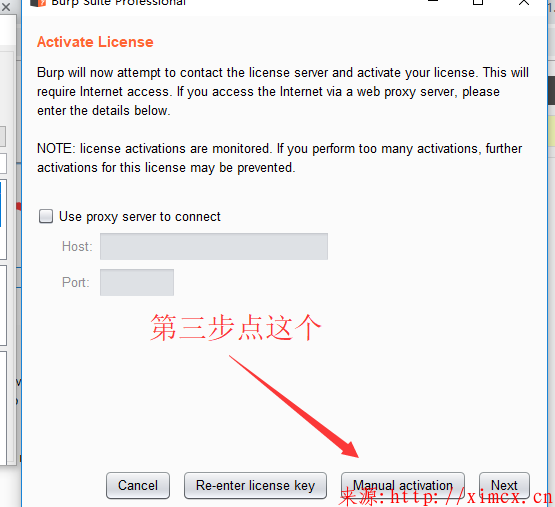 Burp Suite Professional
Activate License
Burp will now attempt to contact the license server and activate your license. This will
require Internet access. If you access the Internet via a web proxy server, please
enter the details below.
NOTE: license activations are monitored. If you perform too many activations, further
activations for this license may be prevented.
Use proxy server to connect
Host:
Port:
第三步点这个
Cancel
Re-enter license key
Manual activation
Next
来源:http://ximcx.cn